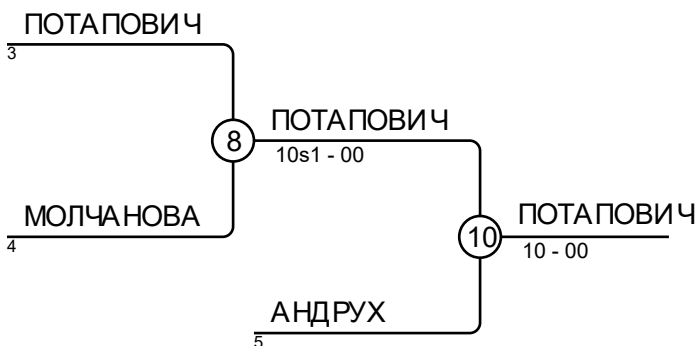 ПОТАПОВИЧ
3
8
ПОТАПОВИЧ
10s1 - 00
МОЛЧАНОВА
4
10
ПОТАПОВИЧ
10 - 00
АНДРУХ
5